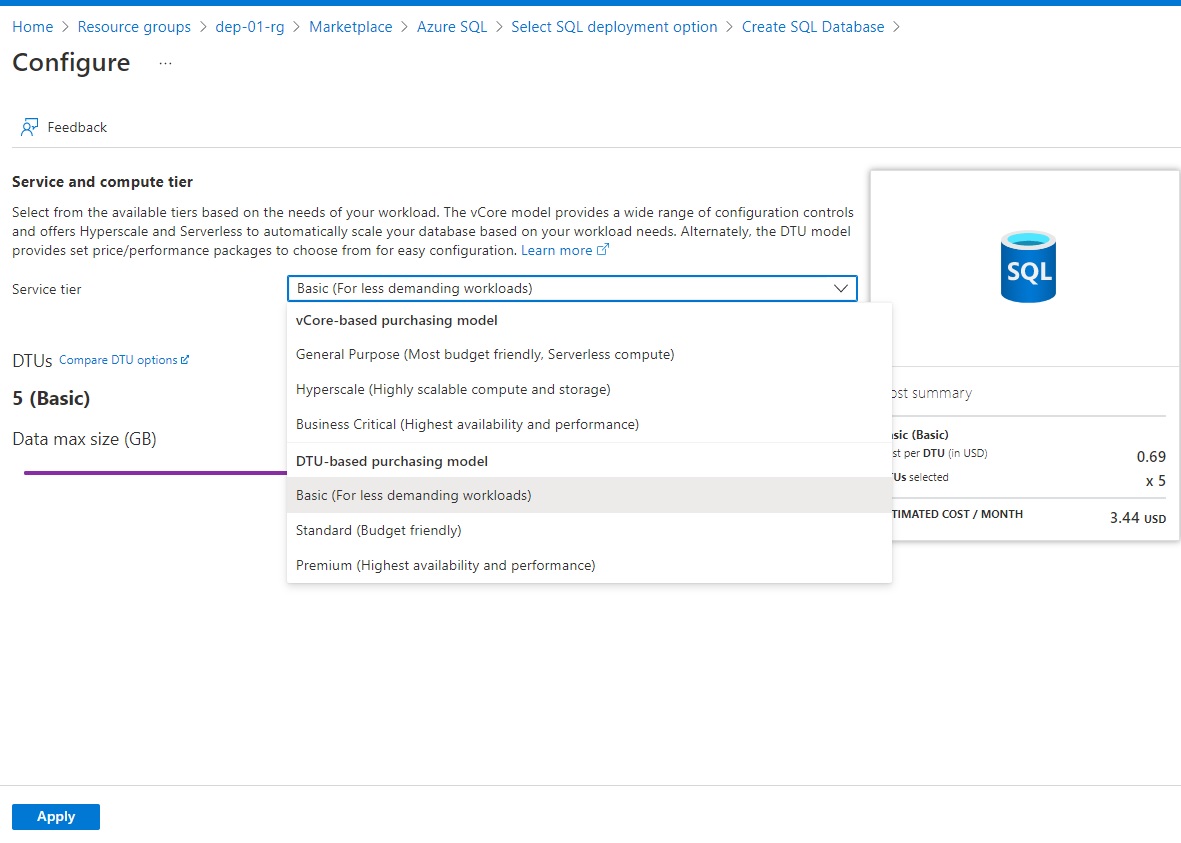 Home > Resource groups > dep-01-rg > Marketplace > Azure SQL > Select SQL deployment option > Create SQL Database >
Configure ...
Feedback
Service and compute tier
Select from the available tiers based on the needs of your workload. The vCore model provides a wide range of configuration controls
and offers Hyperscale and Serverless to automatically scale your database based on your workload needs. Alternately, the DTU model
provides set price/performance packages to choose from for easy configuration. Learn more
SQL
Service tier
Basic (For less demanding workloads)
vCore-based purchasing model
General Purpose (Most budget friendly, Serverless compute)
Hyperscale (Highly scalable compute and storage)
Business Critical (Highest availability and performance)
DTU-based purchasing model
Basic (For less demanding workloads)
Standard (Budget friendly)
Premium (Highest availability and performance)
DTUs Compare DTU options
5 (Basic)
Data max size (GB)
ost summary
sic (Basic)
st per DTU (in USD)
0.69
Us selected
x 5
TIMATED COST / MONTH
3.44 USD
Apply